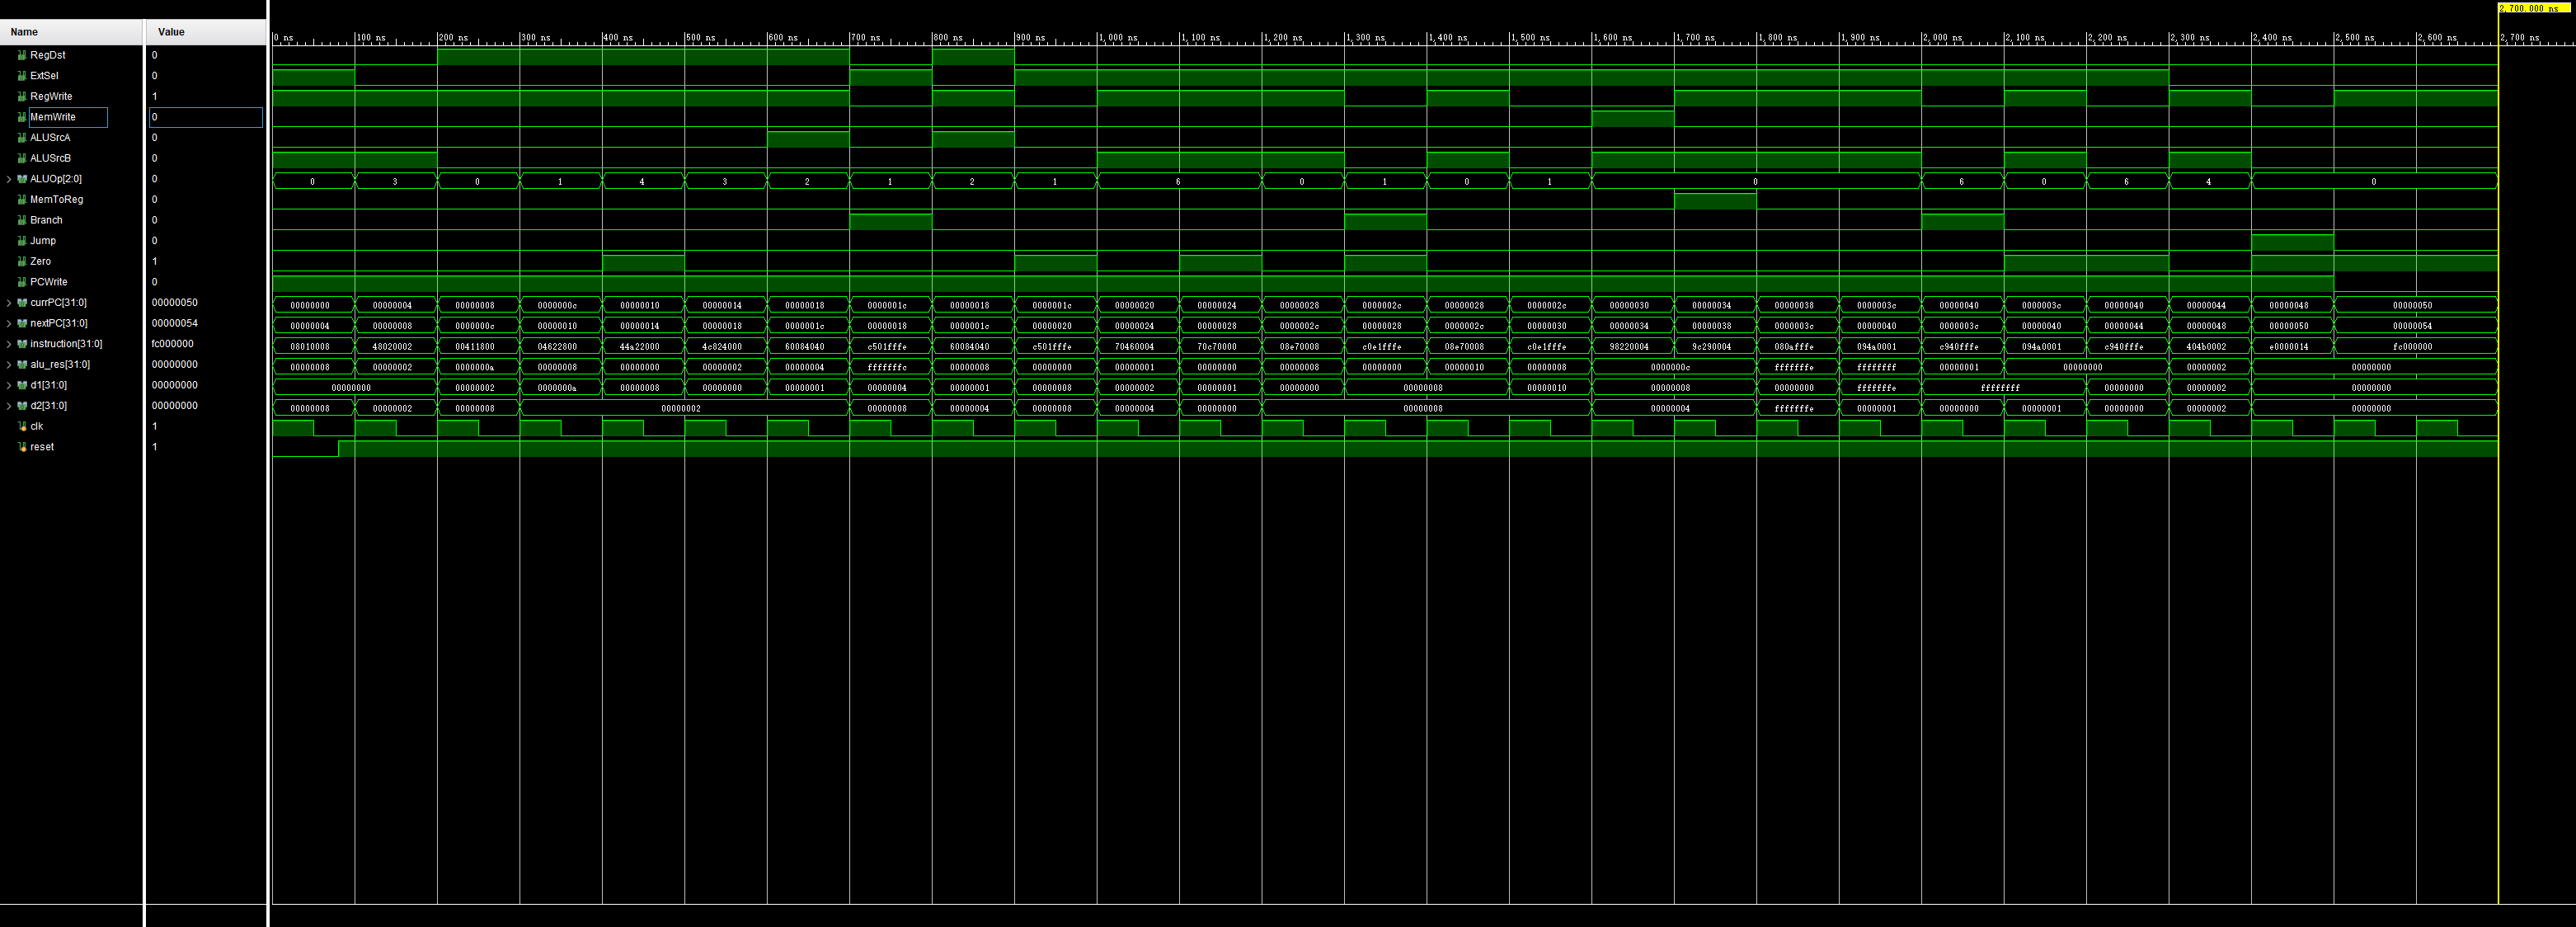 2,700.000 ns
Name Value
0 ns 100 ns 200 ns 300 ns 400 ns 500 ns 600 ns 700 ns 800 ns 900 ns 1,000 ns 1,100 ns 1,200 ns 1,300 ns 1,400 ns 1,500 ns 1,600 ns 1,700 ns 1,800 ns 1,900 ns 2,000 ns 2,100 ns 2,200 ns 2,300 ns 2,400 ns 2,500 ns 2,600 ns 2,700 ns
RegDst 0
ExtSel 0
RegWrite 1
MemWrite 0
ALUSrcA 0
ALUSrcB 0
ALUOp[2:0] 0 0 3 0 1 4 3 2 1 2 1 6 0 1 0 1 0 6 0 6 4 0
MemToReg 0
Branch 0
Jump 0
Zero 1
PCWrite 0
currPC[31:0] 00000050 00000000 00000004 00000008 0000000c 00000010 00000014 00000018 0000001c 00000018 0000001c 00000020 00000024 00000028 0000002c 00000028 0000002c 00000030 00000034 00000038 0000003c 00000040 0000003c 00000040 00000044 00000048 00000050
nextPC[31:0] 00000054 00000004 00000008 0000000c 00000010 00000014 00000018 0000001c 00000018 0000001c 00000020 00000024 00000028 0000002c 00000028 0000002c 00000030 00000034 00000038 0000003c 00000040 0000003c 00000040 00000044 00000048 00000050 00000054
instruction[31:0] fc000000 08010008 48020002 00411800 04622800 44a22000 4c824000 60084040 c501fffe 60084040 c501fffe 70460004 70c70000 08e70008 c0e1fffe 08e70008 c0e1fffe 98220004 9c290004 080afffe 094a0001 c940fffe 094a0001 c940fffe 404b0002 e0000014 fc000000
alu_res[31:0] 00000000 00000008 00000002 0000000a 00000008 00000000 00000002 00000004 fffffffc 00000008 00000000 00000001 00000000 00000008 00000000 00000010 00000008 0000000c fffffffe ffffffff 00000001 00000000 00000002 00000000
d1[31:0] 00000000 00000000 00000002 0000000a 00000008 00000000 00000001 00000004 00000001 00000008 00000002 00000001 00000000 00000008 00000010 00000008 00000000 fffffffe ffffffff 00000000 00000002 00000000
d2[31:0] 00000000 00000008 00000002 00000008 00000002 00000008 00000004 00000008 00000004 00000000 00000008 00000004 fffffffe 00000001 00000000 00000001 00000000 00000002 00000000
clk 1
reset 1